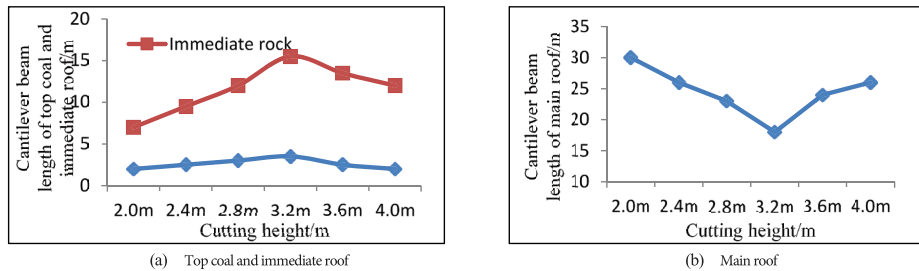 (a)
20
15
10
5
0
Cantilever beam
length of top coal and
immediate roof/m
Immediate rock
2.0m 2.4m 2.8m 3.2m 3.6m 4.0m
Cutting height/m
(a) Top coal and immediate roof
(b)
35
30
25
20
15
10
Cantilever beam
length of main roof/m
2.0m 2.4m 2.8m 3.2m 3.6m 4.0m
Cutting height/m
(b) Main roof